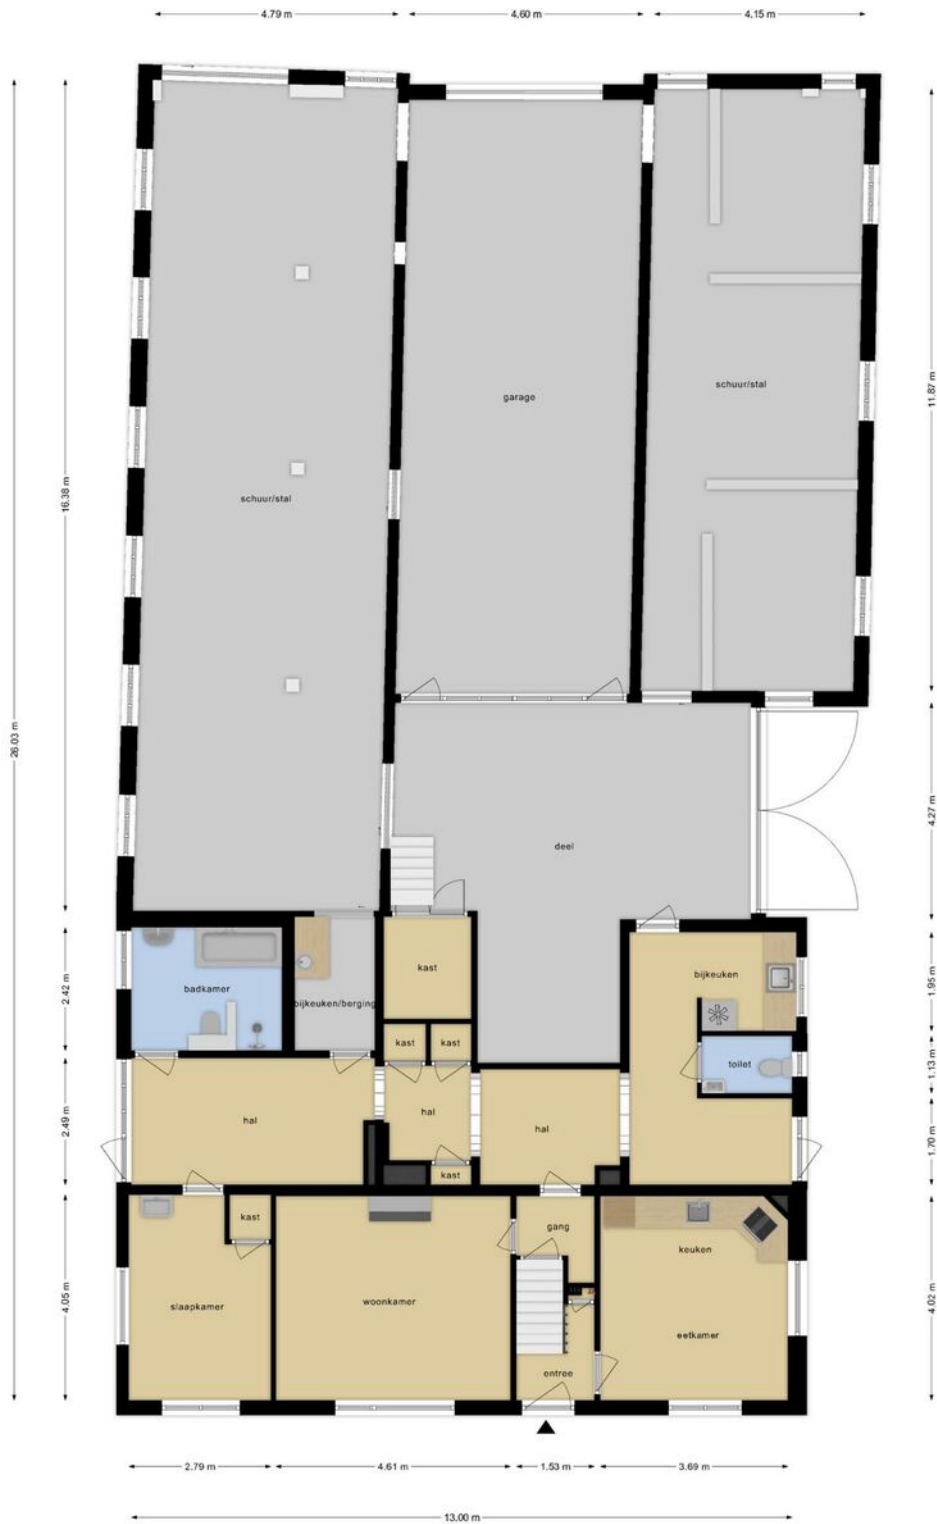 4.79 m
4.60 m
4.15 m
26.03 m
16.38 m
2.42 m
2.49 m
4.05 m
11.87 m
4.27 m
1.95 m
1.13 m
1.70 m
4.02 m
garage
schuur/stal
schuur/stal
deel
kast
bijkeuken
badkamer
bijkeuken/berging
kast
kast
toilet
hal
hal
hal
kast
kast
gang
keuken
woonkamer
slaapkamer
eetkamer
entree
2.79 m
4.61 m
1.53 m
3.69 m
13.00 m